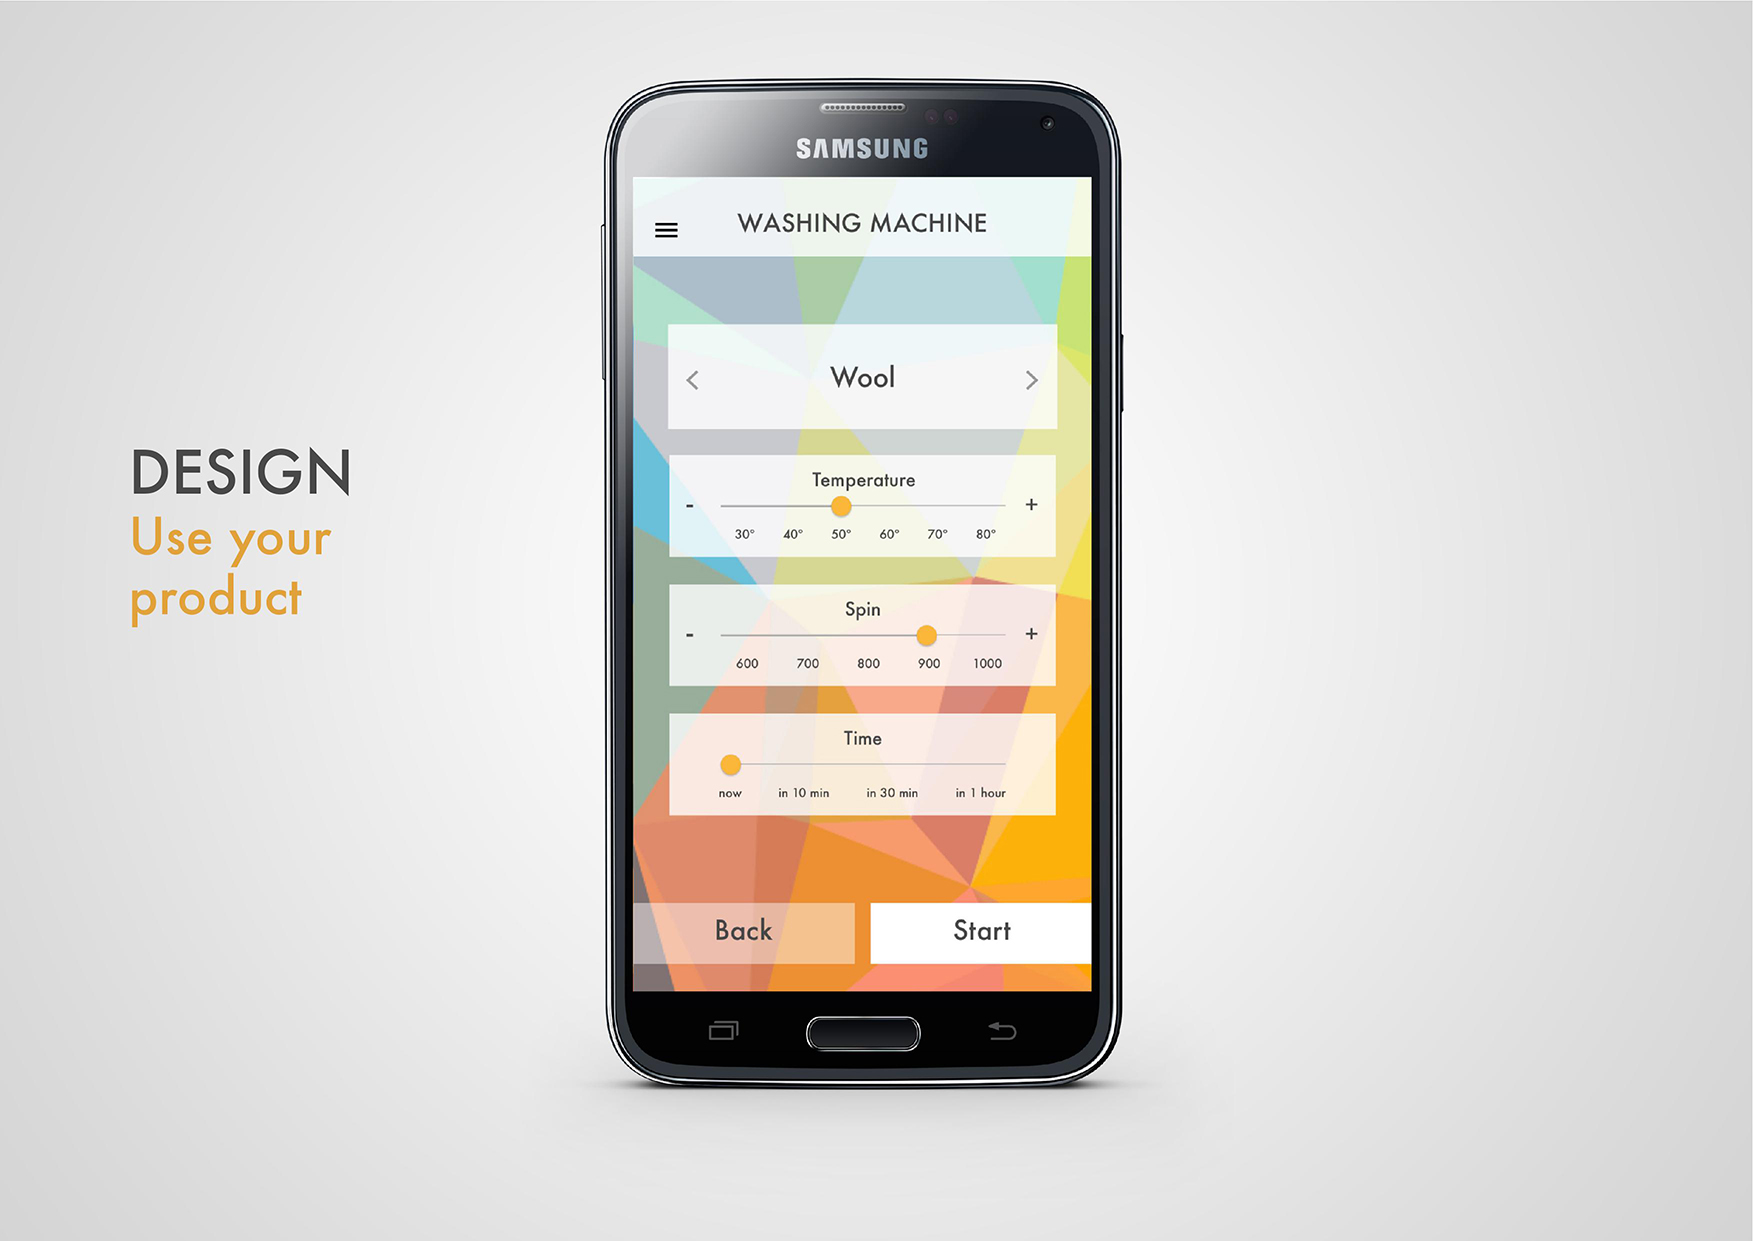 DESIGN
Use your
product
SAMSUNG
WASHING MACHINE
< Wool >
Temperature
- +
30° 40° 50° 60° 70° 80°
Spin
- +
600 700 800 900 1000
Time
now in 10 min in 30 min in 1 hour
Back Start